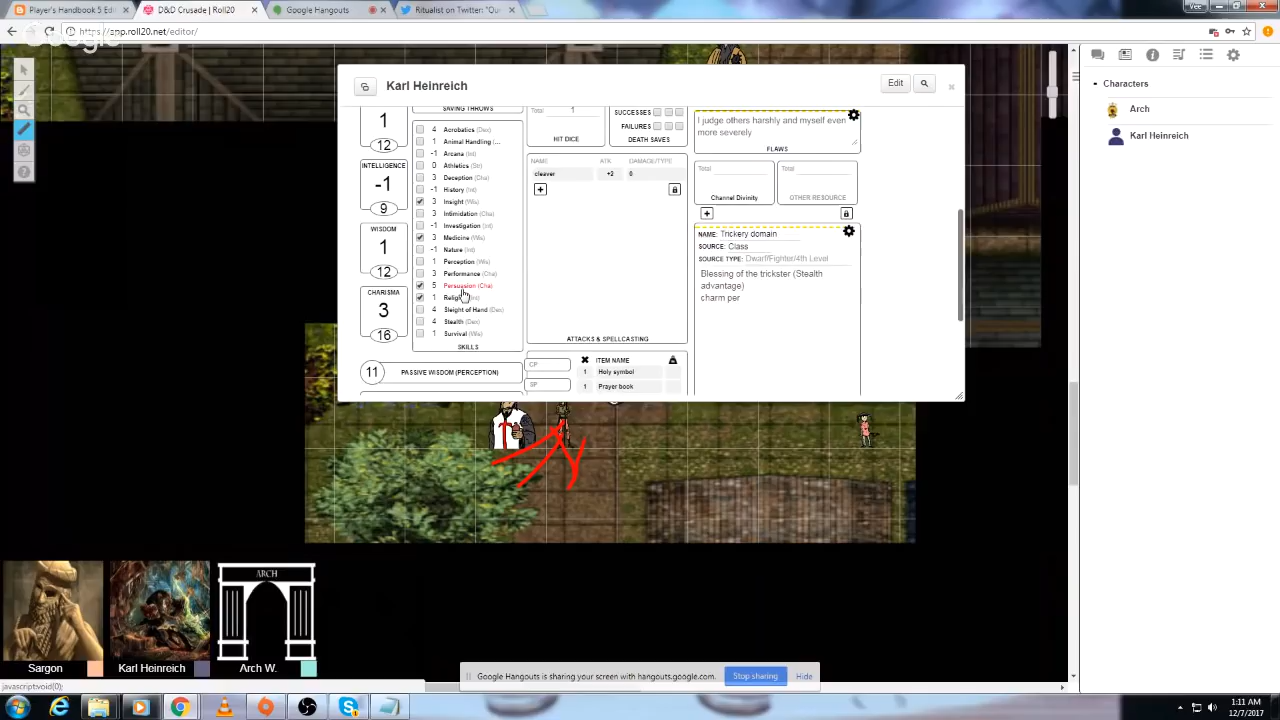 Player's Handbook 5 Edit
D&D Crusade | Roll20
Google Hangouts
Ritualist on Twitter: "Que
Vee
https://app.roll20.net/editor/
Google
Karl Heinreich
Edit
Characters
Arch
Karl Heinreich
SAVING THROWS
1
12
INTELLIGENCE
-1
9
WISDOM
1
12
CHARISMA
3
16
4 Acrobatics (Dex)
1 Animal Handling (...
-1 Arcana (Int)
0 Athletics (Str)
3 Deception (Cha)
-1 History (Int)
3 Insight (Wis)
3 Intimidation (Cha)
-1 Investigation (Int)
3 Medicine (Wis)
-1 Nature (Int)
1 Perception (Wis)
3 Performance (Cha)
5 Persuasion (Cha)
1
4 Sleight of Hand (Dex)
4 Stealth (Dex)
1 Survival (Wis)
SKILLS
11 PASSIVE WISDOM (PERCEPTION)
Total 1
HIT DICE
SUCCESSES
FAILURES
DEATH SAVES
NAME ATK DAMAGE/TYPE
cleaver +2 0
ATTACKS & SPELLCASTING
CP
SP
ITEM NAME
1 Holy symbol
1 Prayer book
I judge others harshly and myself even
more severely
FLAWS
Total
Channel Divinity
Total
OTHER RESOURCE
NAME: Trickery domain
SOURCE: Class
SOURCE TYPE: Dwarf/Fighter/4th Level
Blessing of the trickster (Stealth
advantage)
charm per
ARCH
Sargon
Karl Heinreich
Arch W.
Google Hangouts is sharing your screen with hangouts.google.com.
Stop sharing
Hide
javascript:void(0);
1:11 AM
12/7/2017